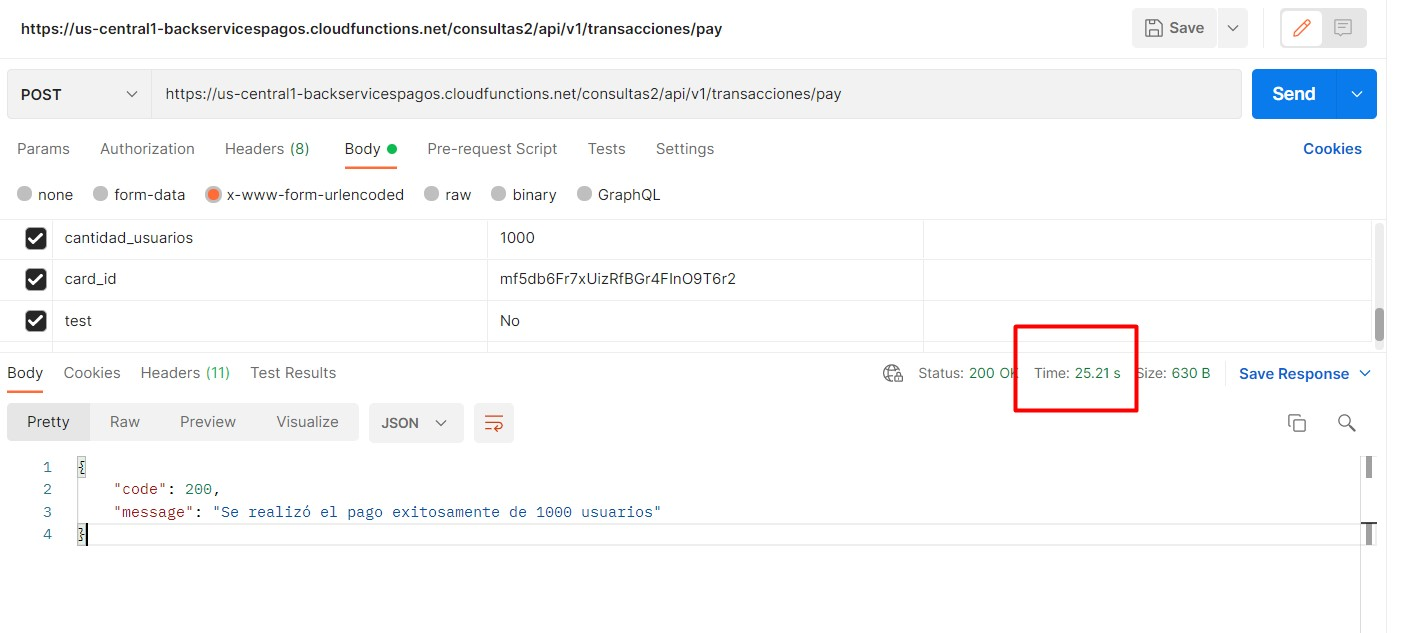 https://us-central1-backservicespagos.cloudfunctions.net/consultas2/api/v1/transacciones/pay Save
POST https://us-central1-backservicespagos.cloudfunctions.net/consultas2/api/v1/transacciones/pay Send
Params Authorization Headers (8) Body Pre-request Script Tests Settings Cookies
none form-data x-www-form-urlencoded raw binary GraphQL
cantidad_usuarios 1000
card_id mf5db6Fr7xUizRfBGr4FInO9T6r2
test No
Body Cookies Headers (11) Test Results Status: 200 OK Time: 25.21 s Size: 630 B Save Response
Pretty Raw Preview Visualize JSON
1 {
2 "code": 200,
3 "message": "Se realizó el pago exitosamente de 1000 usuarios"
4 }